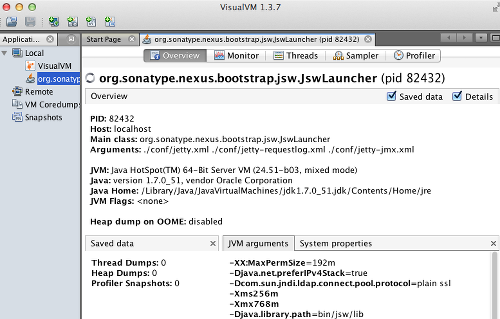 VisualVM 1.3.7
Applicati...
Start Page
org.sonatype.nexus.bootstrap.jsw.JswLauncher (pid 82432)
Local
VisualVM
org.sonatyp
Remote
VM Coredumps
Snapshots
Overview
Monitor
Threads
Sampler
Profiler
org.sonatype.nexus.bootstrap.jsw.JswLauncher (pid 82432)
Overview
Saved data
Details
PID: 82432
Host: localhost
Main class: org.sonatype.nexus.bootstrap.jsw.JswLauncher
Arguments: ./conf/jetty.xml ./conf/jetty-requestlog.xml ./conf/jetty-jmx.xml
JVM: Java HotSpot(TM) 64-Bit Server VM (24.51-b03, mixed mode)
Java: version 1.7.0_51, vendor Oracle Corporation
Java Home: /Library/Java/JavaVirtualMachines/jdk1.7.0_51.jdk/Contents/Home/jre
JVM Flags: <none>
Heap dump on OOME: disabled
Saved data
JVM arguments
System properties
Thread Dumps: 0
Heap Dumps: 0
Profiler Snapshots: 0
-XX:MaxPermSize=192m
-Djava.net.preferIPv4Stack=true
-Dcom.sun.jndi.ldap.connect.pool.protocol=plain ssl
-Xms256m
-Xmx768m
-Djava.library.path=bin/jsw/lib